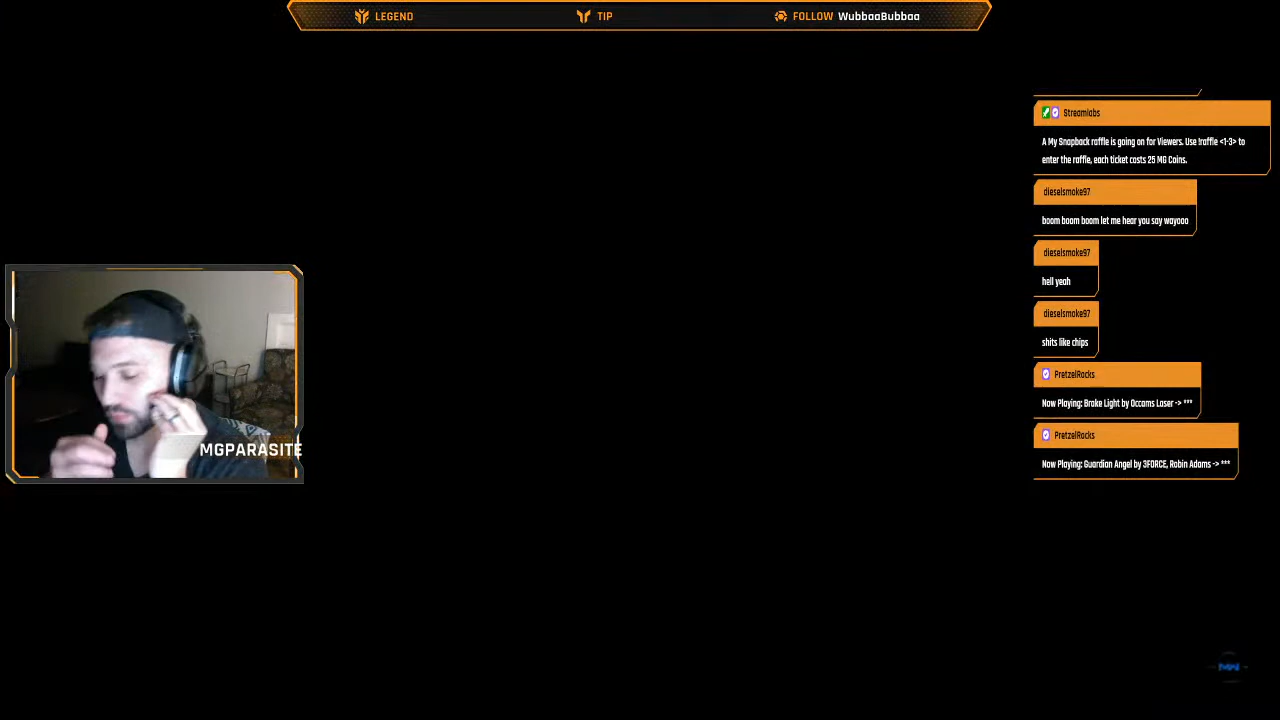 LEGEND
TIP
FOLLOW WubbaaBubbaa
Streamlabs
A My Snapback raffle is going on for Viewers. Use !raffle <1-3> to
enter the raffle, each ticket costs 25 MG Coins.
dieselsmoke97
boom boom boom let me hear you say wayooo
dieselsmoke97
hell yeah
dieselsmoke97
shits like chips
PretzelRocks
Now Playing: Broke Light by Occams Laser -> ***
PretzelRocks
Now Playing: Guardian Angel by 3FORCE, Robin Adams -> ***
MGPARASITE